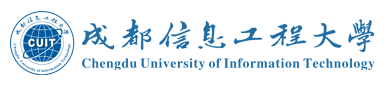 CUIT
成都信息工程大學
Chengdu University of Information Technology